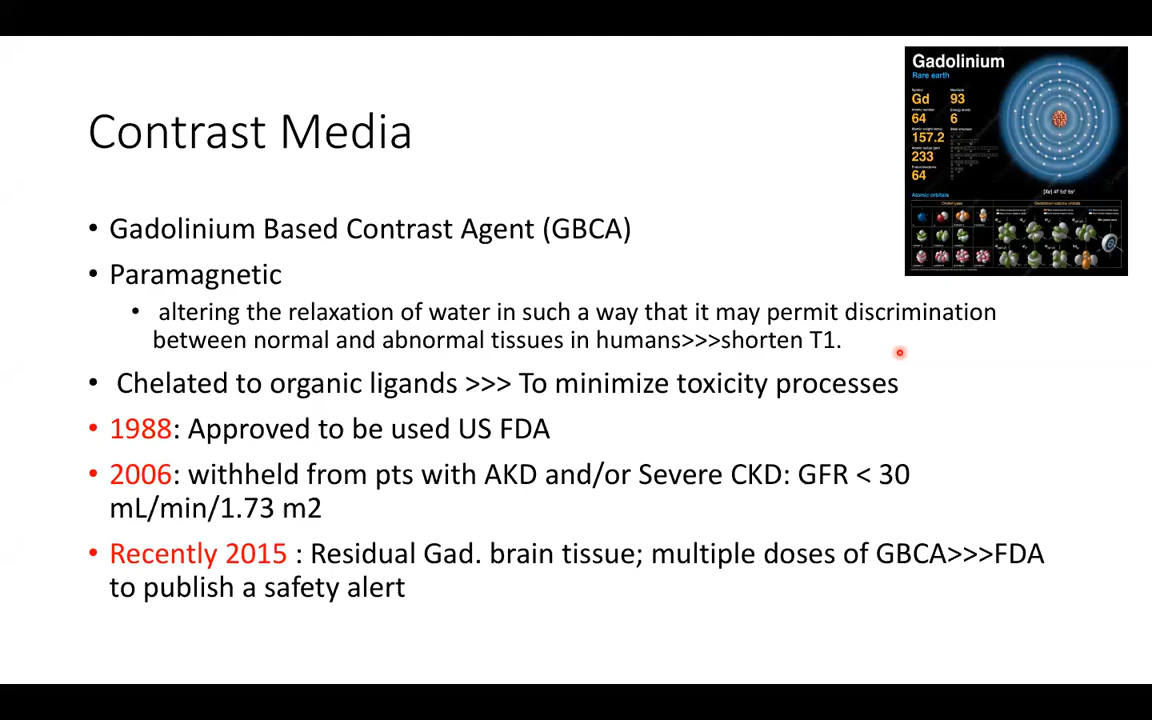 Gadolinium
Rare earth
Gd 93
64 6
157.2
233
64
Atomic orbitals
Contrast Media
• Gadolinium Based Contrast Agent (GBCA)
• Paramagnetic
• altering the relaxation of water in such a way that it may permit discrimination
between normal and abnormal tissues in humans>>>shorten T1.
• Chelated to organic ligands >>> To minimize toxicity processes
• 1988: Approved to be used US FDA
• 2006: withheld from pts with AKD and/or Severe CKD: GFR < 30
mL/min/1.73 m2
• Recently 2015 : Residual Gad. brain tissue; multiple doses of GBCA>>>FDA
to publish a safety alert